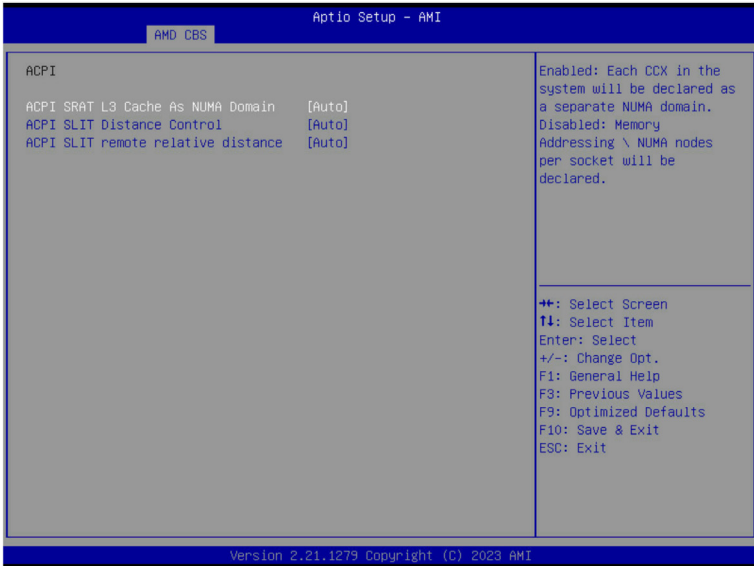 Aptio Setup – AMI
AMD CBS
ACPI
ACPI SRAT L3 Cache As NUMA Domain [Auto]
ACPI SLIT Distance Control [Auto]
ACPI SLIT remote relative distance [Auto]
Enabled: Each CCX in the
system will be declared as
a separate NUMA domain.
Disabled: Memory
Addressing \ NUMA nodes
per socket will be
declared.
→←: Select Screen
↑↓: Select Item
Enter: Select
+/-: Change Opt.
F1: General Help
F3: Previous Values
F9: Optimized Defaults
F10: Save & Exit
ESC: Exit
Version 2.21.1279 Copyright (C) 2023 AMI